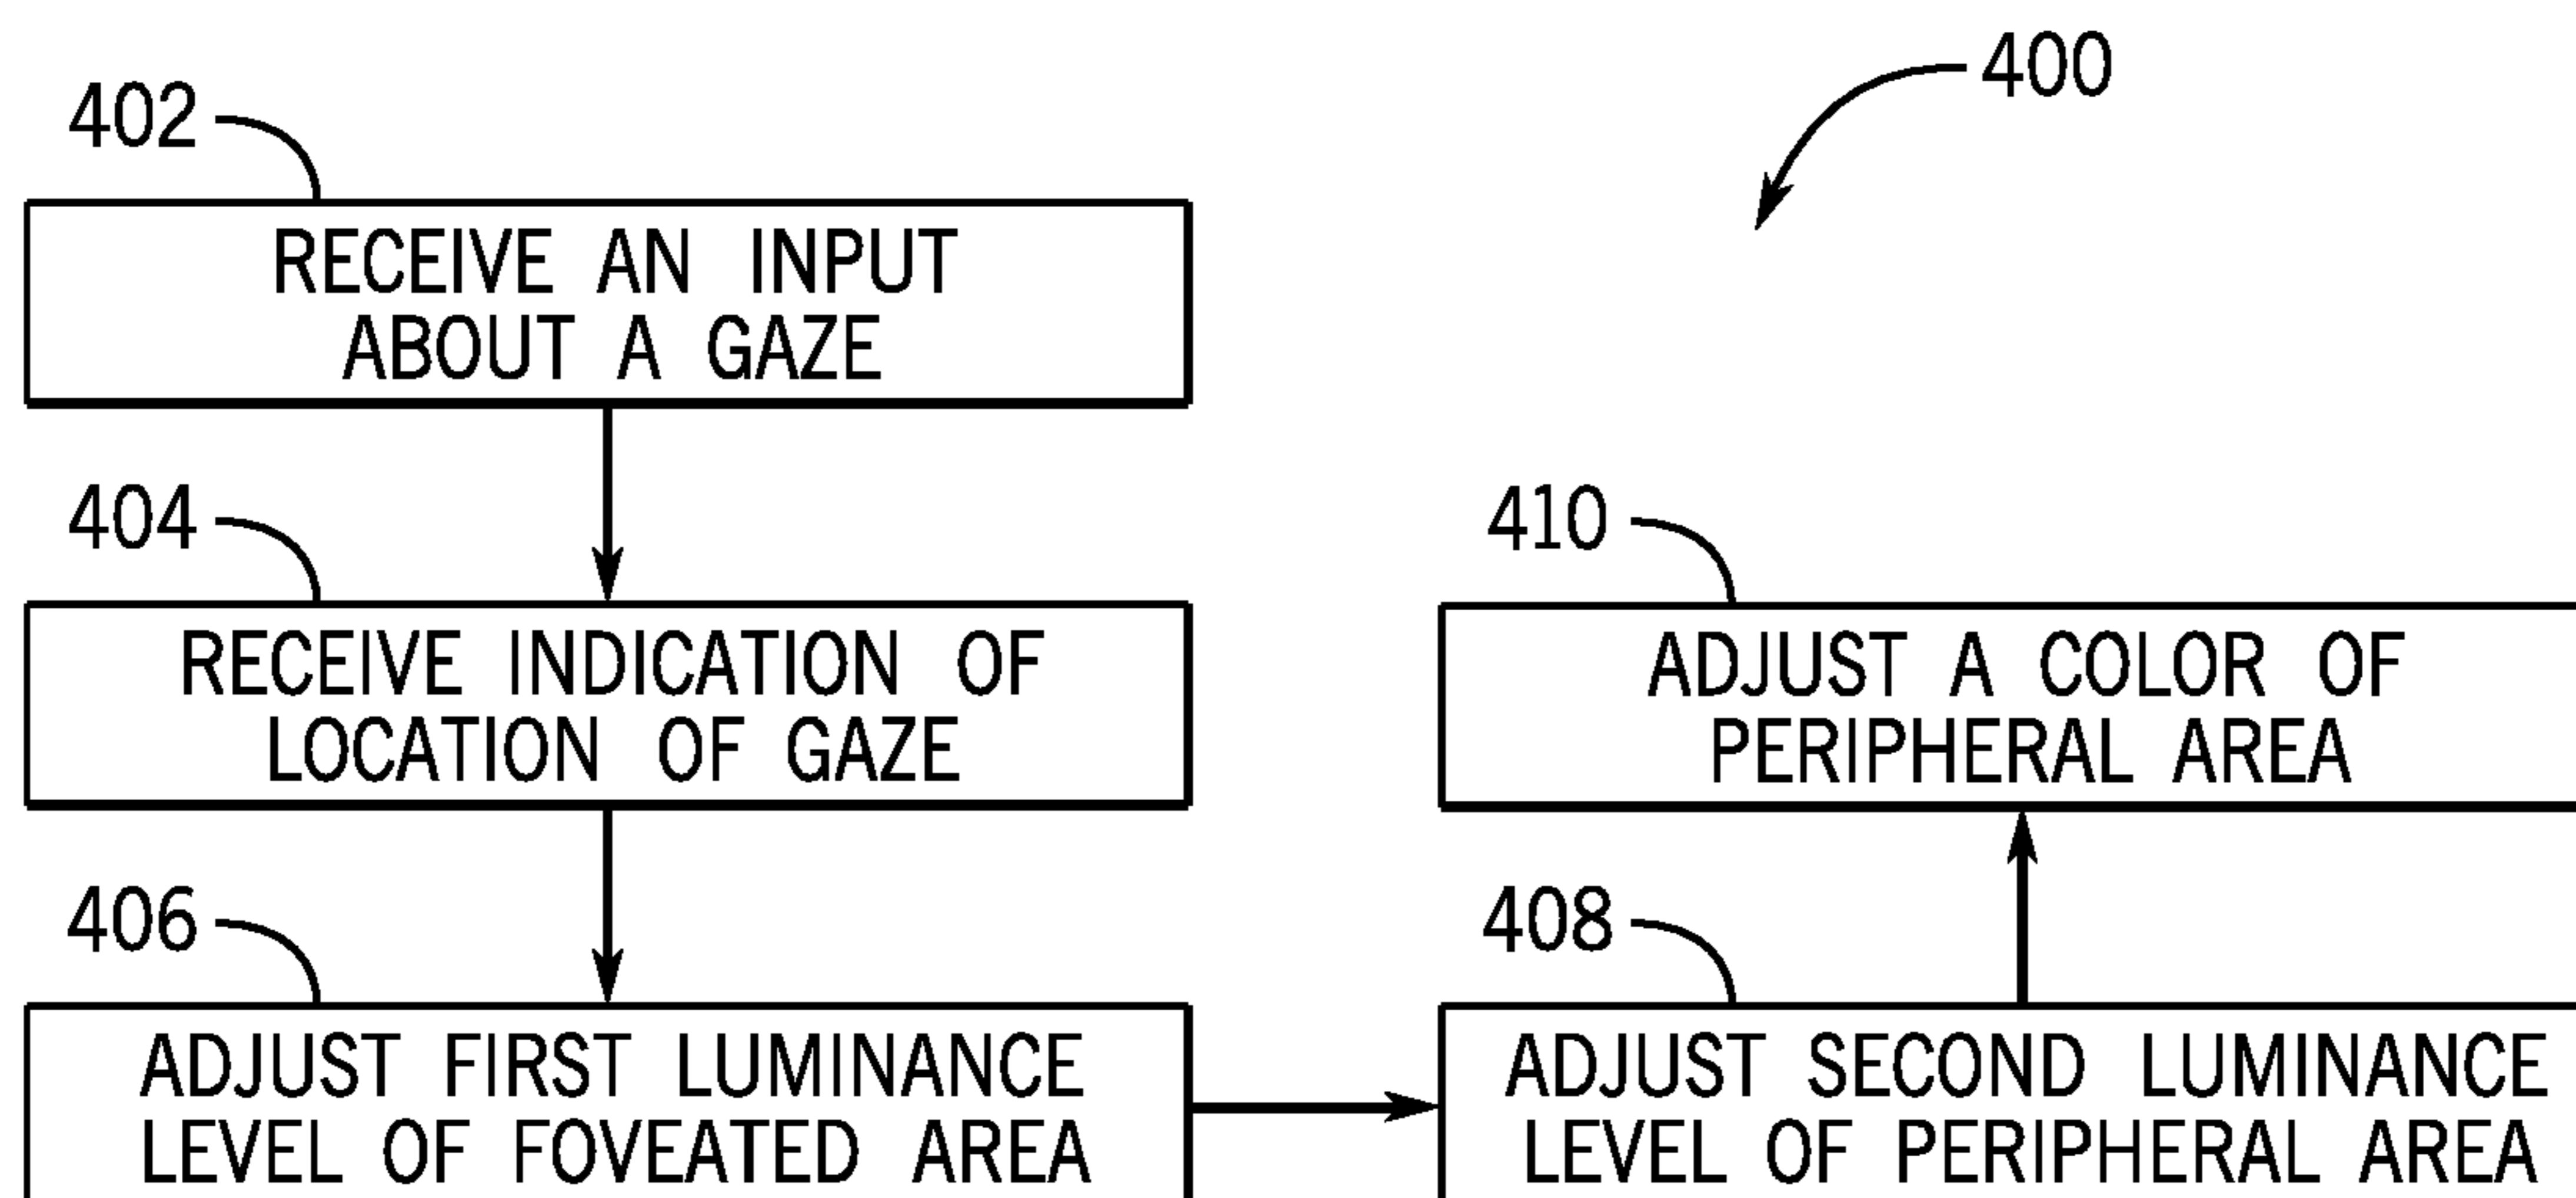 400
402
RECEIVE AN INPUT
ABOUT A GAZE
404
RECEIVE INDICATION OF
LOCATION OF GAZE
406
ADJUST FIRST LUMINANCE
LEVEL OF FOVEATED AREA
408
ADJUST SECOND LUMINANCE
LEVEL OF PERIPHERAL AREA
410
ADJUST A COLOR OF
PERIPHERAL AREA